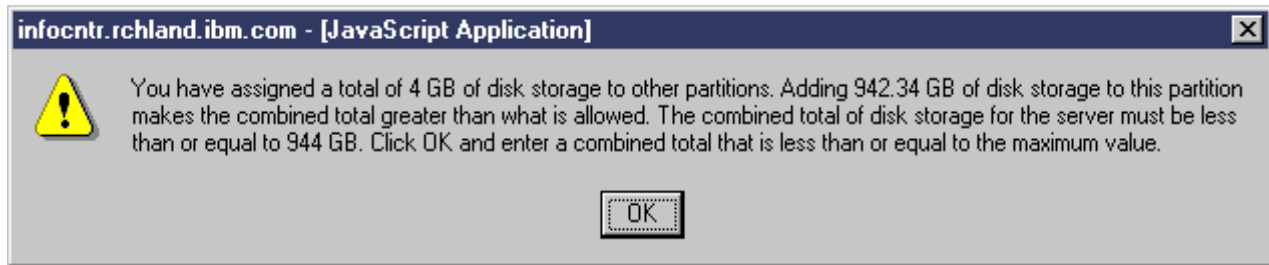 infocntr.rchland.ibm.com - [JavaScript Application]
You have assigned a total of 4 GB of disk storage to other partitions. Adding 942.34 GB of disk storage to this partition
makes the combined total greater than what is allowed. The combined total of disk storage for the server must be less
than or equal to 944 GB. Click OK and enter a combined total that is less than or equal to the maximum value.
OK